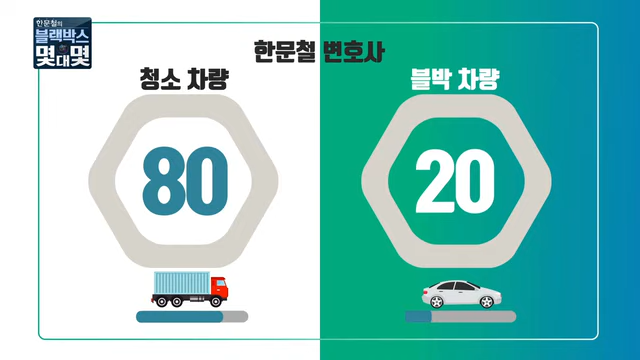 한문철의
블랙박스
몇대몇
한문철 변호사
청소 차량
블박 차량
80
20